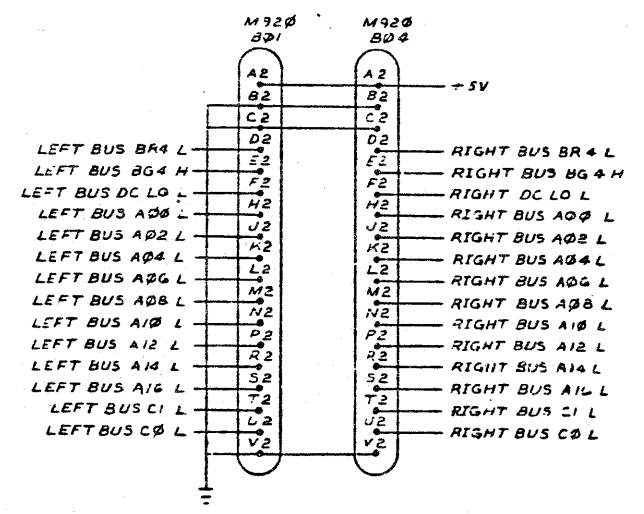 M92Ø M92Ø
BØ1 BØ4
A2 A2 +5V
B2 B2
C2 C2
LEFT BUS BR4 L D2 D2 RIGHT BUS BR4 L
LEFT BUS BG4 H E2 E2 RIGHT BUS BG4 H
LEFT BUS DC LO L F2 F2 RIGHT DC LO L
LEFT BUS AØØ L H2 H2 RIGHT BUS AØØ L
LEFT BUS AØ2 L J2 J2 RIGHT BUS AØ2 L
LEFT BUS AØ4 L K2 K2 RIGHT BUS AØ4 L
LEFT BUS AØ6 L L2 L2 RIGHT BUS AØ6 L
LEFT BUS AØ8 L M2 M2 RIGHT BUS AØ8 L
LEFT BUS A1Ø L N2 N2 RIGHT BUS A1Ø L
LEFT BUS A12 L P2 P2 RIGHT BUS A12 L
LEFT BUS A14 L R2 R2 RIGHT BUS A14 L
LEFT BUS A16 L S2 S2 RIGHT BUS A16 L
LEFT BUS C1 L T2 T2 RIGHT BUS C1 L
LEFT BUS CØ L U2 U2 RIGHT BUS CØ L
V2 V2